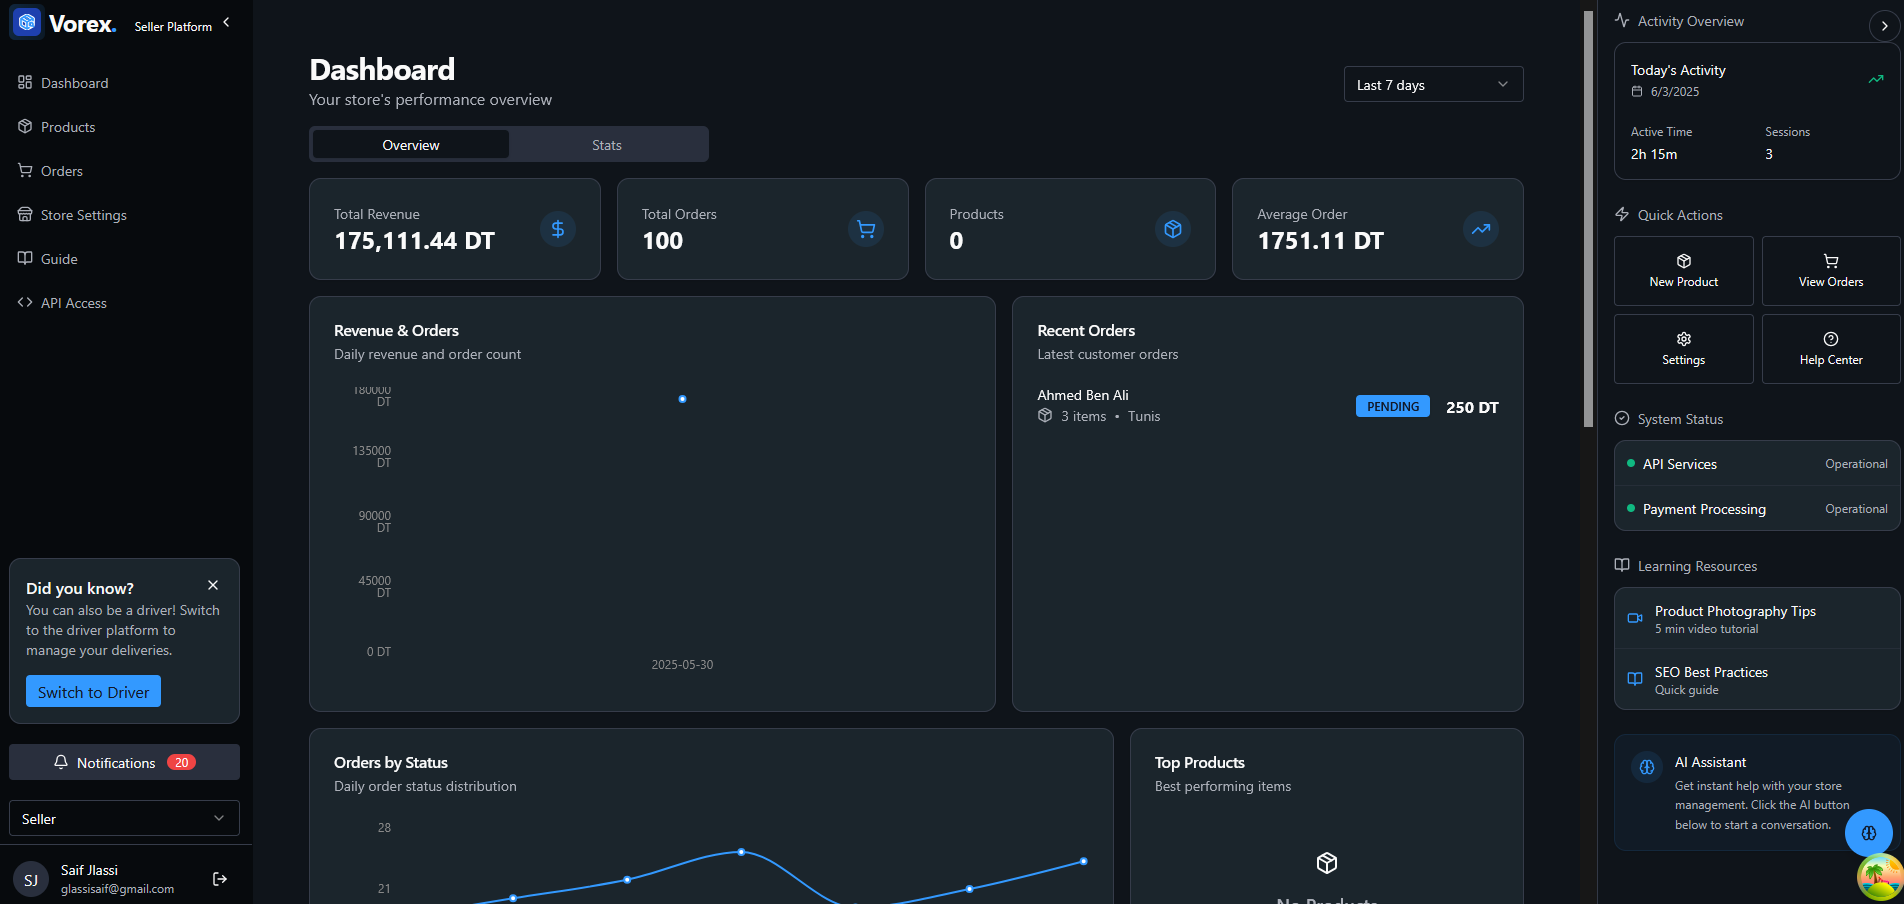 Vorex.
Seller Platform
Dashboard
Products
Orders
Store Settings
Guide
API Access
Did you know?
You can also be a driver! Switch
to the driver platform to
manage your deliveries.
Switch to Driver
Notifications 20
Seller
SJ
Saif Jlassi
glassisaif@gmail.com
Dashboard
Your store's performance overview
Last 7 days
Overview
Stats
Total Revenue
175,111.44 DT
Total Orders
100
Products
0
Average Order
1751.11 DT
Revenue & Orders
Daily revenue and order count
180000
DT
135000
DT
90000
DT
45000
DT
0 DT
2025-05-30
Recent Orders
Latest customer orders
Ahmed Ben Ali
3 items • Tunis
PENDING
250 DT
Orders by Status
Daily order status distribution
28
21
Top Products
Best performing items
No Products
Activity Overview
Today's Activity
6/3/2025
Active Time
2h 15m
Sessions
3
Quick Actions
New Product
View Orders
Settings
Help Center
System Status
API Services
Operational
Payment Processing
Operational
Learning Resources
Product Photography Tips
5 min video tutorial
SEO Best Practices
Quick guide
AI Assistant
Get instant help with your store
management. Click the AI button
below to start a conversation.